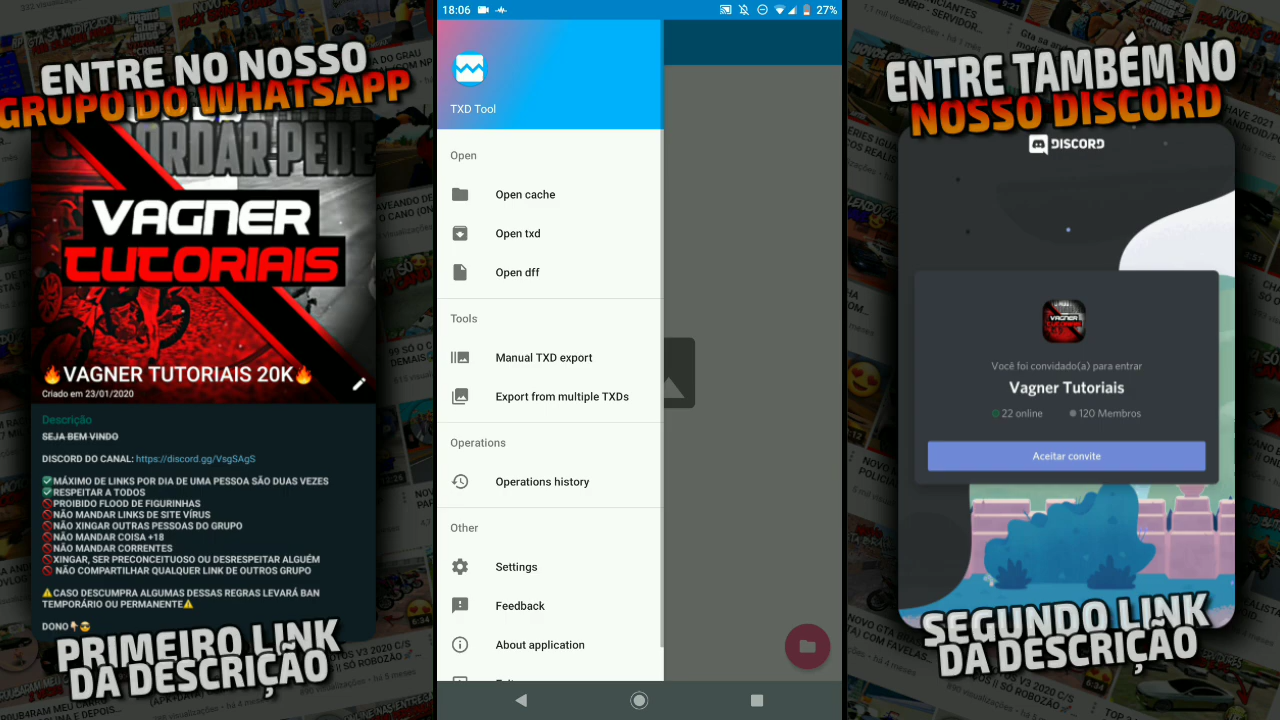 ENTRE NO NOSSO
GRUPO DO WHATSAPP
RDAR PEDE
VAGNER
TUTORIAIS
🔥VAGNER TUTORIAIS 20K🔥
Criado em 23/01/2020
Descrição
SEJA BEM VINDO
DISCORD DO CANAL: https://discord.gg/VsgSAgS
✅MÁXIMO DE LINKS POR DIA DE UMA PESSOA SÃO DUAS VEZES
✅RESPEITAR A TODOS
🚫PROIBIDO FLOOD DE FIGURINHAS
🚫NÃO MANDAR LINKS DE SITE VÍRUS
🚫NÃO XINGAR OUTRAS PESSOAS DO GRUPO
🚫NÃO MANDAR COISA +18
🚫NÃO MANDAR CORRENTES
🚫XINGAR, SER PRECONCEITUOSO OU DESRESPEITAR ALGUÉM
🚫 NÃO COMPARTILHAR QUALQUER LINK DE OUTROS GRUPO
⚠️CASO DESCUMPRA ALGUMAS DESSAS REGRAS LEVARÁ BAN
TEMPORÁRIO OU PERMANENTE⚠️
DONO👇😎
PRIMEIRO LINK
DA DESCRIÇÃO
18:06
27%
TXD Tool
Open
Open cache
Open txd
Open dff
Tools
Manual TXD export
Export from multiple TXDs
Operations
Operations history
Other
Settings
Feedback
About application
ENTRE TAMBÉM NO
NOSSO DISCORD
DISCORD
VAGNER
TUTORIAIS
Você foi convidado(a) para entrar
Vagner Tutoriais
22 online
120 Membros
Aceitar convite
SEGUNDO LINK
DA DESCRIÇÃO